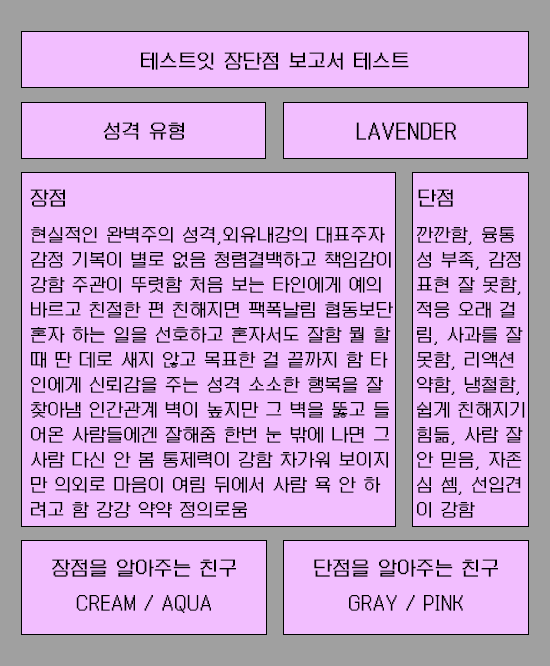 테스트잇 장단점 보고서 테스트
성격 유형
LAVENDER
장점
현실적인 완벽주의 성격,외유내강의 대표주자
감정 기복이 별로 없음 청렴결백하고 책임감이
강함 주관이 뚜렷함 처음 보는 타인에게 예의
바르고 친절한 편 친해지면 팩폭날림 협동보단
혼자 하는 일을 선호하고 혼자서도 잘함 뭘 할
때 딴 데로 새지 않고 목표한 걸 끝까지 함 타
인에게 신뢰감을 주는 성격 소소한 행복을 잘
찾아냄 인간관계 벽이 높지만 그 벽을 뚫고 들
어온 사람들에겐 잘해줌 한번 눈 밖에 나면 그
사람 다신 안 봄 통제력이 강함 차가워 보이지
만 의외로 마음이 여림 뒤에서 사람 욕 안 하
려고 함 강강 약약 정의로움
단점
깐깐함, 융통
성 부족, 감정
표현 잘 못함,
적응 오래 걸
림, 사과를 잘
못함, 리액션
약함, 냉철함,
쉽게 친해지기
힘듦, 사람 잘
안 믿음, 자존
심 셈, 선입견
이 강함
장점을 알아주는 친구
CREAM / AQUA
단점을 알아주는 친구
GRAY / PINK